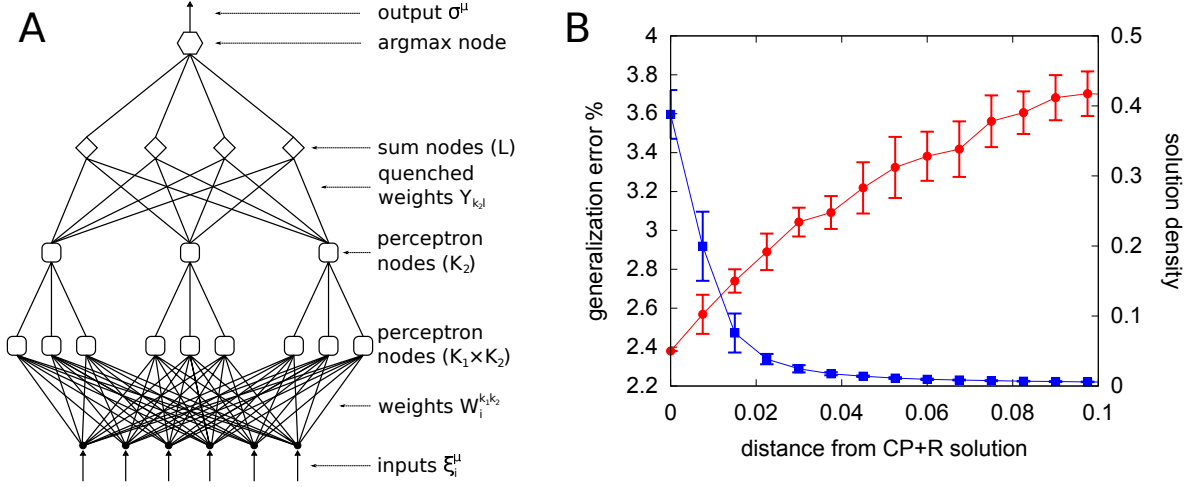 A
output σ^μ
argmax node
sum nodes (L)
quenched
weights Y_{k₂l}
perceptron
nodes (K₂)
perceptron
nodes (K₁×K₂)
weights W_i^{k₁k₂}
inputs ξ_i^μ
B
generalization error %
4
3.8
3.6
3.4
3.2
3
2.8
2.6
2.4
2.2
0
0.02
0.04
0.06
0.08
0.1
distance from CP+R solution
0.5
0.4
0.3
0.2
0.1
0
solution density